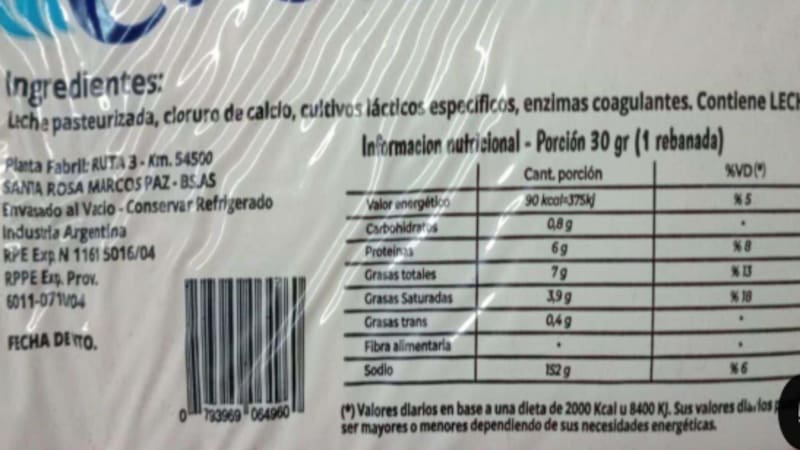 Ingredientes:
Leche pasteurizada, cloruro de calcio, cultivos lácticos específicos, enzimas coagulantes. Contiene LECH
Planta Fabril: RUTA 3 - Km. 54500
SANTA ROSA MARCOS PAZ - BS.AS
Envasado al Vacio - Conservar Refrigerado
Industria Argentina
RPE Exp. N 1161 5016/04
RPPE Exp. Prov.
6011-0711/04
FECHA DE VTO.
0 793969 064960
Informacion nutricional - Porción 30 gr (1 rebanada)
Cant. porción %VD(*)
Valor energético 90 kcal=375kj %5
Carbohidratos 0,8 g *
Proteinas 6 g %8
Grasas totales 7 g %13
Grasas Saturadas 3,9 g %18
Grasas trans 0,4 g *
Fibra alimentaria * *
Sodio 152 g %6
(*) Valores diarios en base a una dieta de 2000 Kcal u 8400 KJ. Sus valores diarios
ser mayores o menores dependiendo de sus necesidades energéticas.